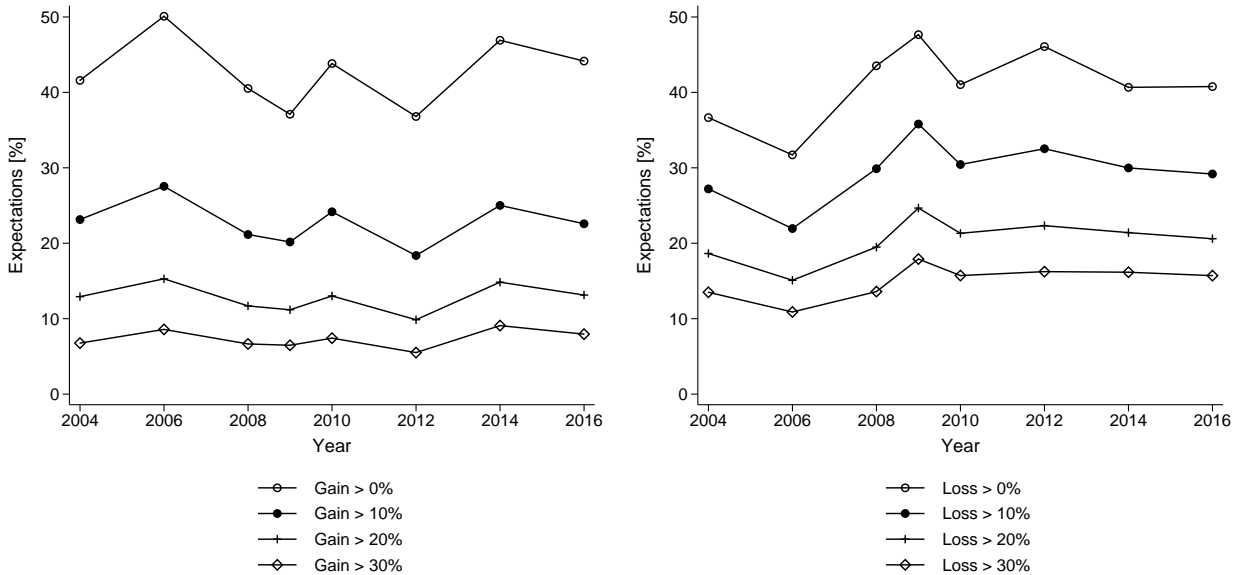 50
40
30
20
10
0
Expectations [%]
2004 2006 2008 2010 2012 2014 2016
Year
Gain > 0%
Gain > 10%
Gain > 20%
Gain > 30%
50
40
30
20
10
0
Expectations [%]
2004 2006 2008 2010 2012 2014 2016
Year
Loss > 0%
Loss > 10%
Loss > 20%
Loss > 30%